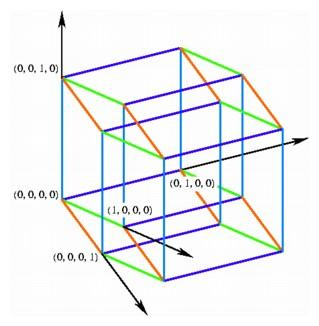 (0, 0, 1, 0)
(0, 1, 0, 0)
(0, 0, 0, 0)
(1, 0, 0, 0)
(0, 0, 0, 1)